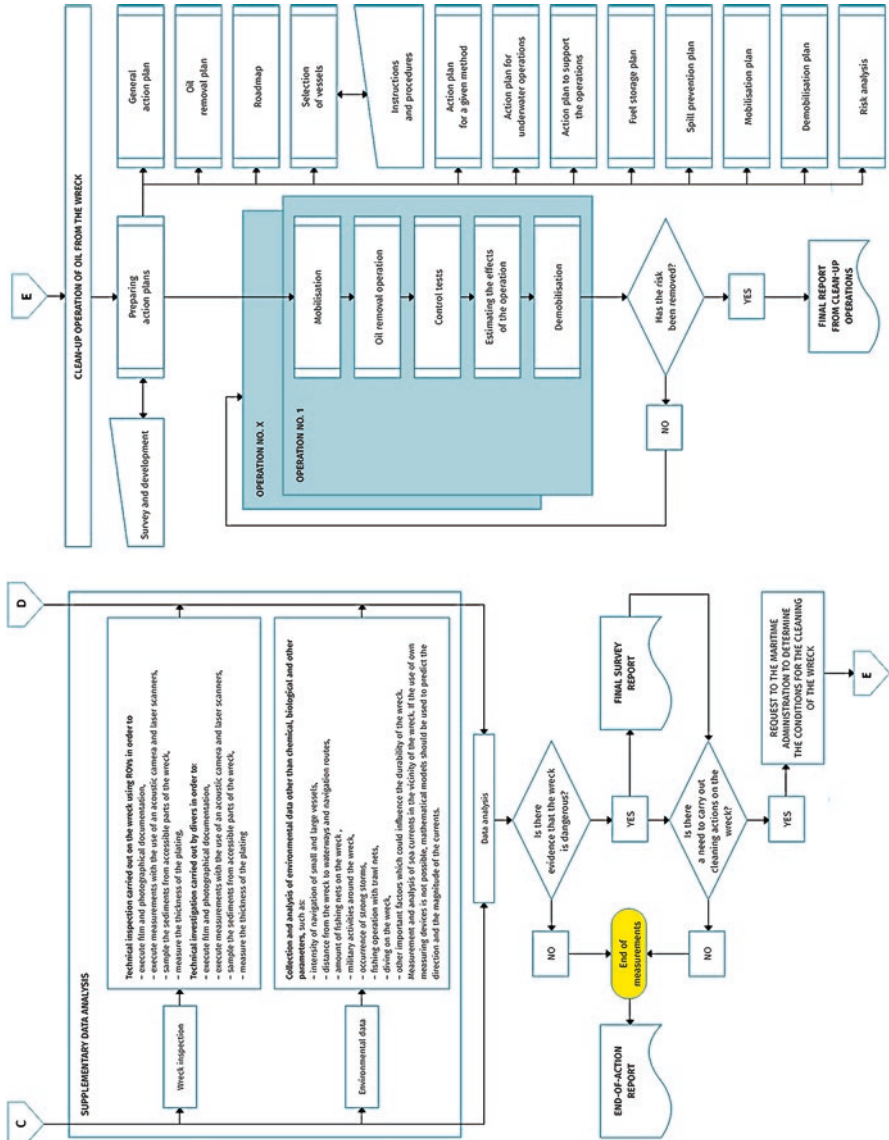 C
D
SUPPLEMENTARY DATA ANALYSIS
Wreck inspection
Technical inspection carried out on the wreck using ROVs in order to
– execute film and photographical documentation,
– execute measurements with the use of an acoustic camera and laser scanners,
– sample the sediments from accessible parts of the wreck,
– measure the thickness of the plating.
Technical investigation carried out by divers in order to:
– execute film and photographical documentation,
– execute measurements with the use of an acoustic camera and laser scanners,
– sample the sediments from accessible parts of the wreck,
– measure the thickness of the plating
Environmental data
Collection and analysis of environmental data other than chemical, biological and other
parameters, such as:
– intensity of navigation of small and large vessels,
– distance from the wreck to waterways and navigation routes,
– amount of fishing nets on the wreck ,
– military activities around the wreck,
– occurrence of strong storms,
– fishing operation with trawl nets,
– diving on the wreck,
– other important factors which could influence the durability of the wreck.
Measurement and analysis of sea currents in the vicinity of the wreck. If the use of own
measuring devices is not possible, mathematical models should be used to predict the
direction and the magnitude of the currents.
Data analysis
Is there
evidence that the wreck
is dangerous?
NO
YES
FINAL SURVEY
REPORT
End of
measurements
END-OF-ACTION
REPORT
Is there
a need to carry out
cleaning actions on the
wreck?
NO
YES
REQUEST TO THE MARITIME
ADMINISTRATION TO DETERMINE
THE CONDITIONS FOR THE CLEANING
OF THE WRECK
E
E
CLEAN-UP OPERATION OF OIL FROM THE WRECK
Survey and development
Preparing
action plans
General
action plan
Oil
removal plan
Roadmap
Selection
of vessels
Instructions
and procedures
Action plan
for a given method
Action plan for
underwater operations
Action plan to support
the operations
Fuel storage plan
Spill prevention plan
Mobilisation plan
Demobilisation plan
Risk analysis
OPERATION NO. X
OPERATION NO. 1
Mobilisation
Oil removal operation
Control tests
Estimating the effects
of the operation
Demobilisation
Has the risk
been removed?
NO
YES
FINAL REPORT
FROM CLEAN-UP
OPERATIONS